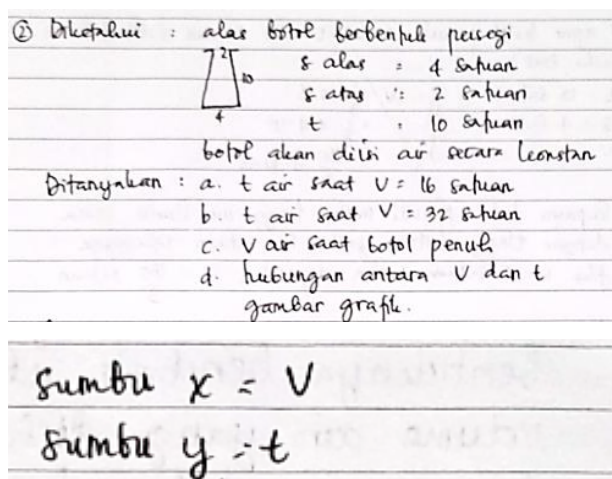 ② Diketahui : alas botol berbentuk persegi
2 s alas = 4 satuan
10 s atas : 2 satuan
4 t . 10 satuan
botol akan diisi air secara konstan
Ditanyakan : a. t air saat V = 16 satuan
b. t air saat V = 32 satuan
c. V air saat botol penuh
d. hubungan antara V dan t
gambar grafik.
Sumbu x = V
Sumbu y = t